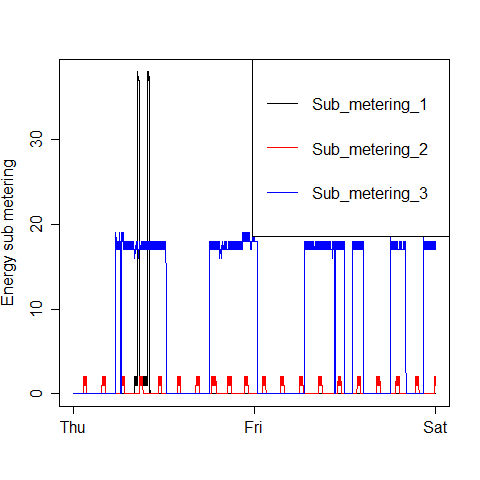 Sub_metering_1
Sub_metering_2
Sub_metering_3
Energy sub metering
30
20
10
0
Thu Fri Sat